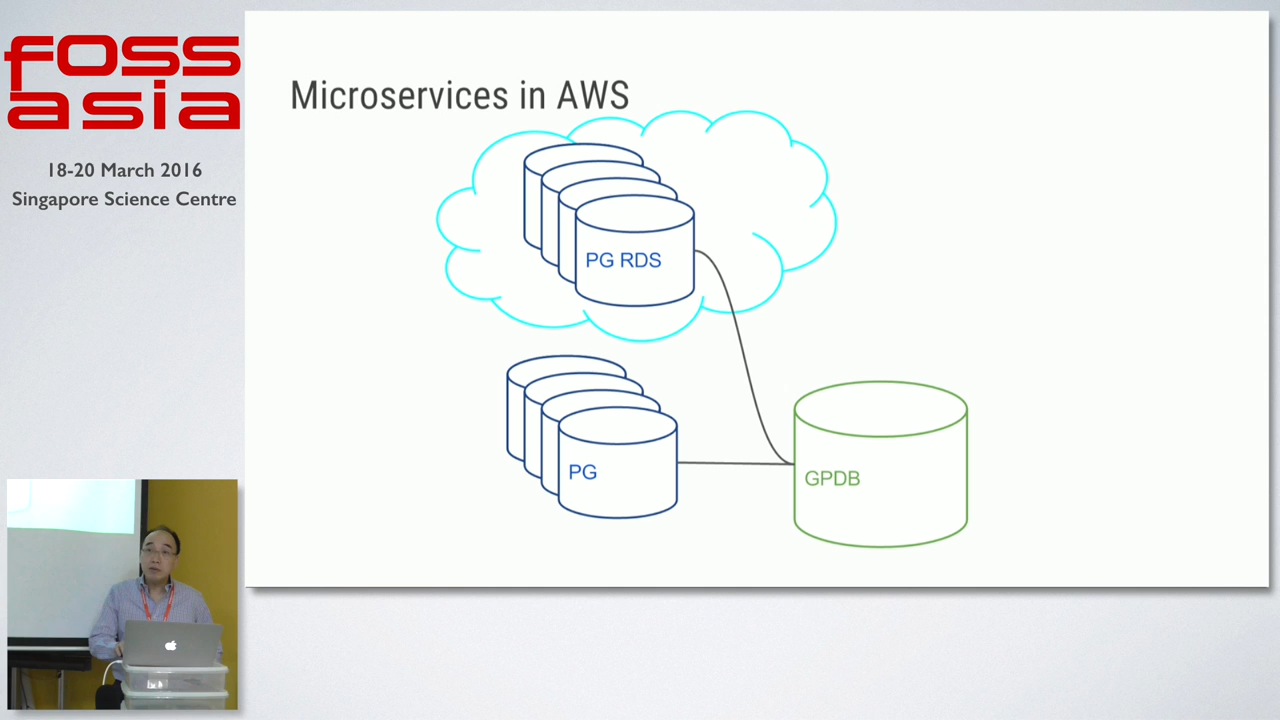 foss
asia
18-20 March 2016
Singapore Science Centre
Microservices in AWS
PG RDS
PG
GPDB